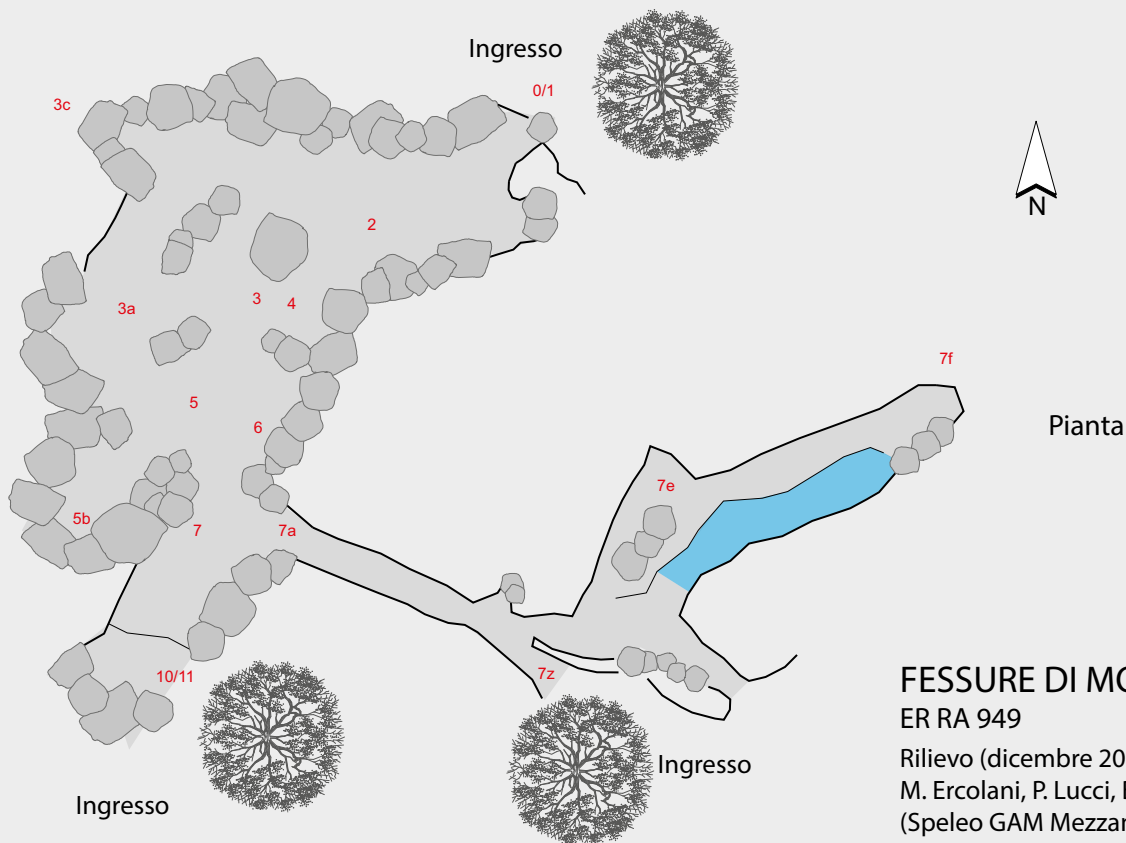 Ingresso
0/1
3c
2
3a
3
4
5
6
5b
7
7a
7e
7f
7z
10/11
N
Pianta
Ingresso
Ingresso
FESSURE DI MO
ER RA 949
Rilievo (dicembre 20
M. Ercolani, P. Lucci,
(Speleo GAM Mezzan